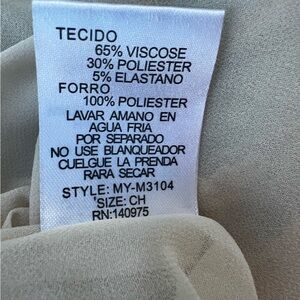 TECIDO
65% VISCOSE
30% POLIESTER
5% ELASTANO
FORRO
100% POLIESTER
LAVAR AMANO EN
AGUA FRIA
POR SEPARADO
NO USE BLANQUEADOR
CUELGUE LA PRENDA
RARA SECAR
STYLE: MY-M3104
SIZE: CH
RN:140975